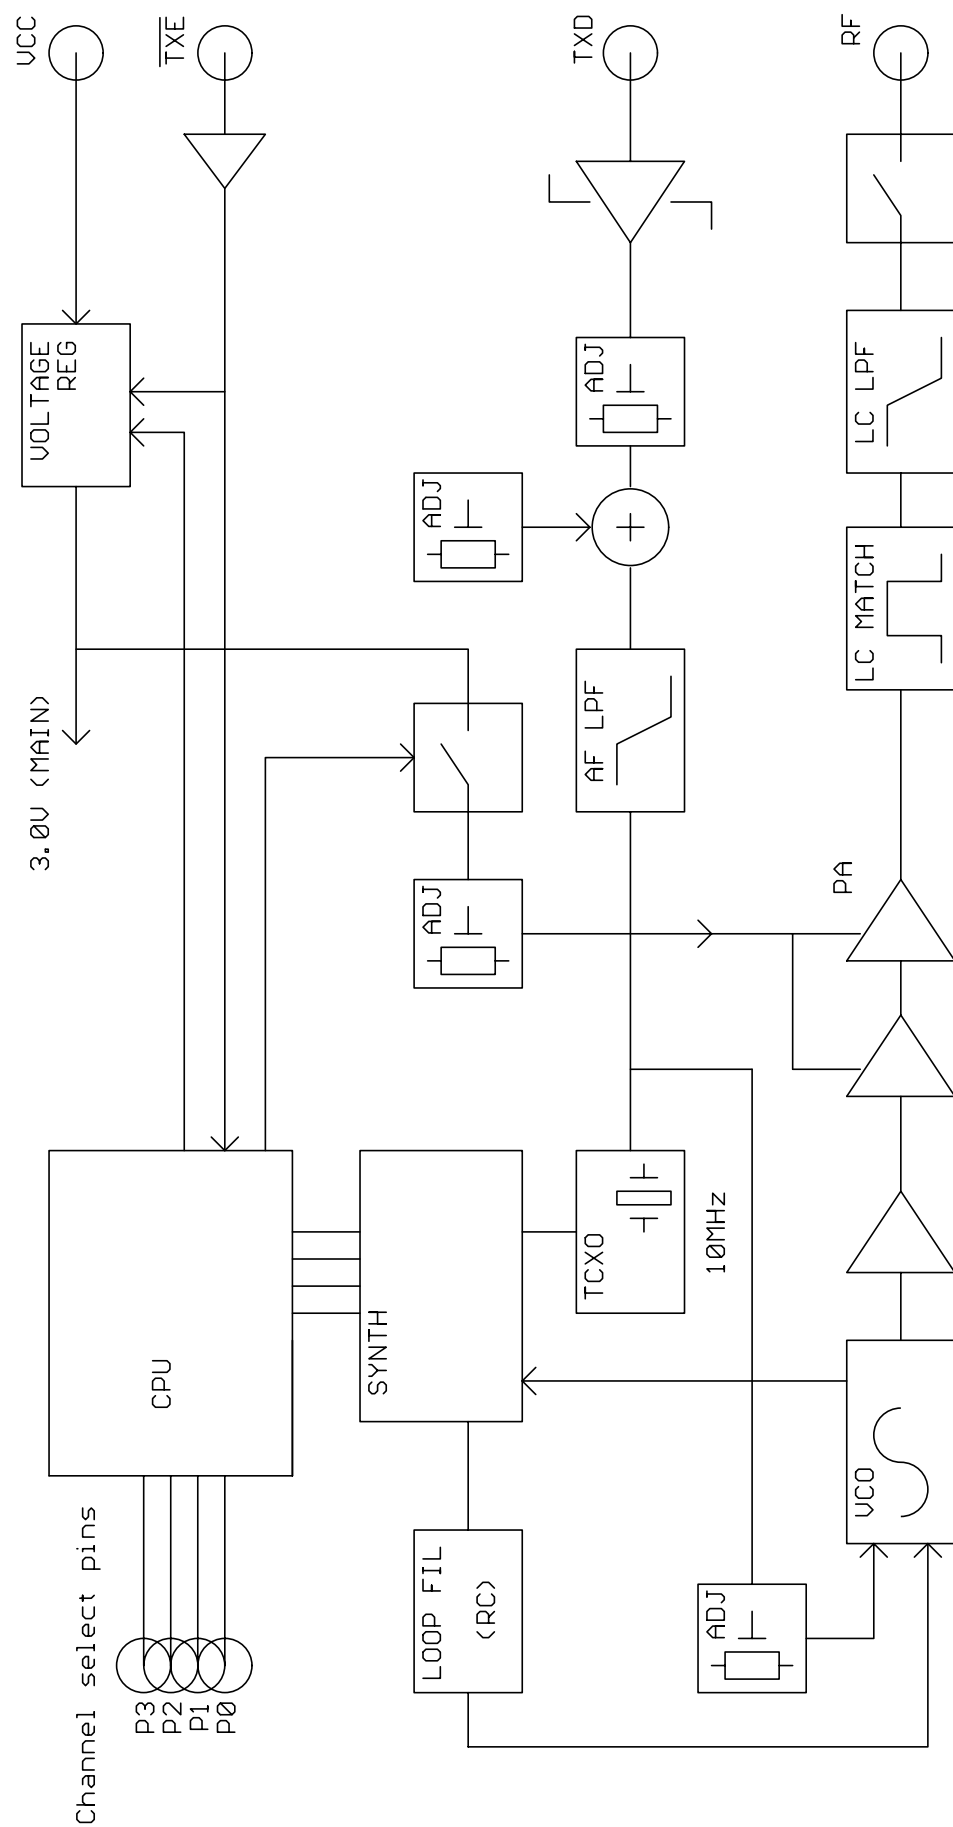 VCC
TXE
TXD
RF
VOLTAGE
REG
ADJ
LC LPF
ADJ
LC MATCH
3.0V (MAIN)
AF LPF
ADJ
PA
CPU
SYNTH
TCXO
10MHz
VCO
LOOP FIL
(RC)
ADJ
Channel select pins
P3
P2
P1
P0